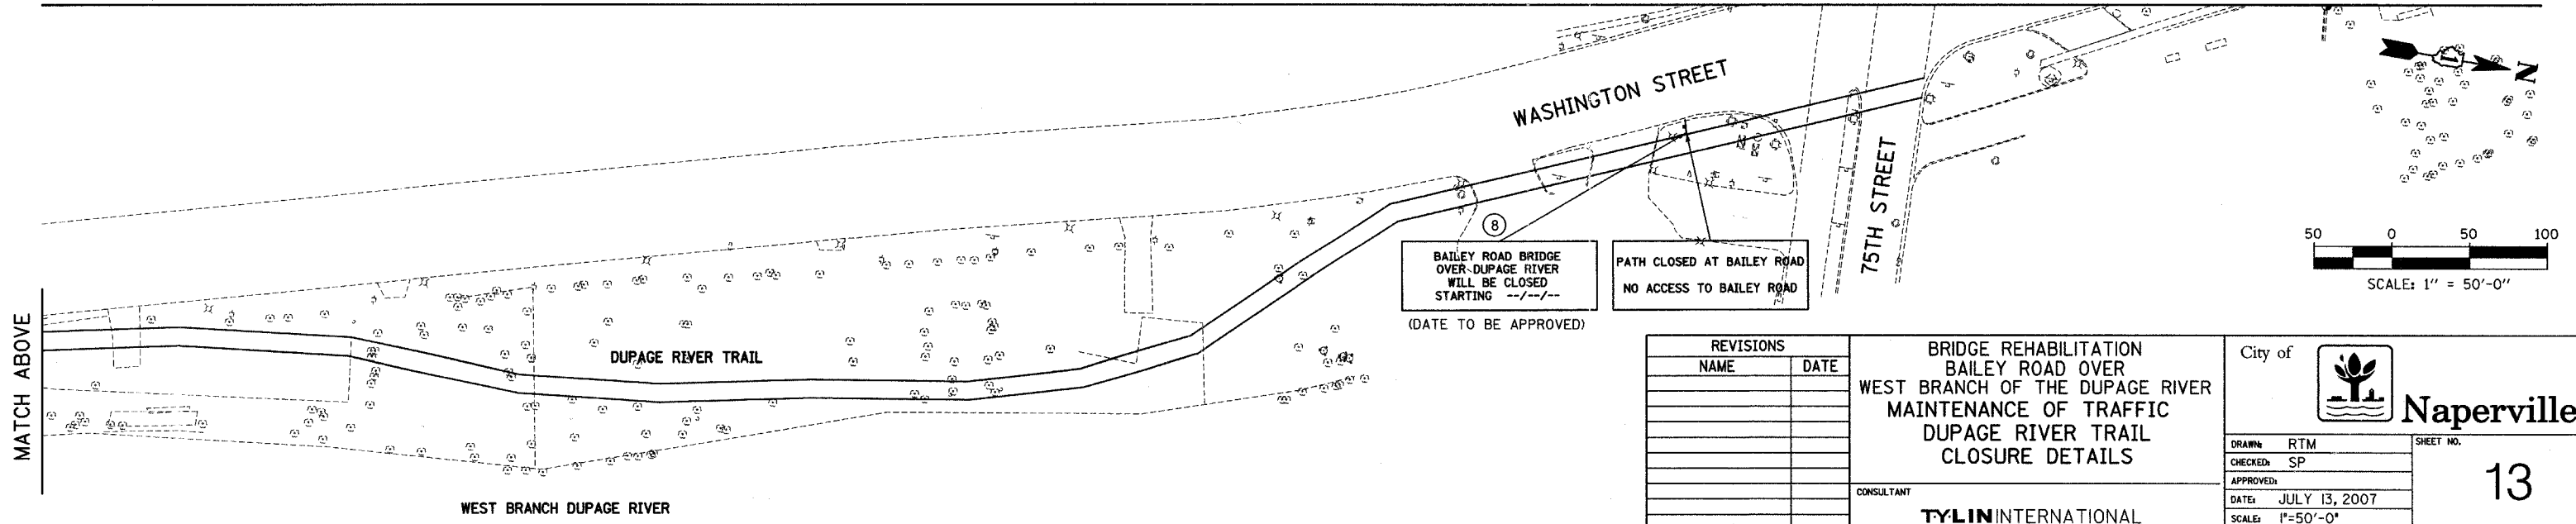 WASHINGTON STREET
75TH STREET
N
50 0 50 100
SCALE: 1" = 50'-0"
8
BAILEY ROAD BRIDGE
OVER DUPAGE RIVER
WILL BE CLOSED
STARTING --/--/--
(DATE TO BE APPROVED)
PATH CLOSED AT BAILEY ROAD
NO ACCESS TO BAILEY ROAD
MATCH ABOVE
DUPAGE RIVER TRAIL
WEST BRANCH DUPAGE RIVER
REVISIONS
NAME DATE
BRIDGE REHABILITATION
BAILEY ROAD OVER
WEST BRANCH OF THE DUPAGE RIVER
MAINTENANCE OF TRAFFIC
DUPAGE RIVER TRAIL
CLOSURE DETAILS
CONSULTANT
TYLININTERNATIONAL
City of
Naperville
DRAWN: RTM
CHECKED: SP
APPROVED:
DATE: JULY 13, 2007
SCALE: 1"=50'-0"
SHEET NO.
13